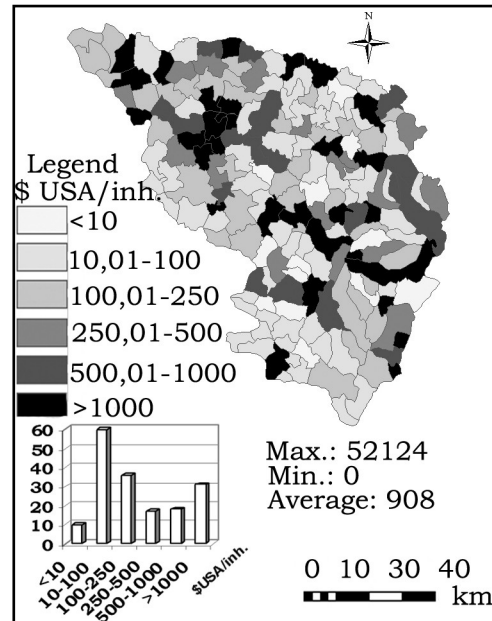 N
Legend
$ USA/inh.
<10
10,01-100
100,01-250
250,01-500
500,01-1000
>1000
60
50
40
30
20
10
0
<10
10-100
100-250
250-500
500-1000
>1000
$USA/inh.
Max.: 52124
Min.: 0
Average: 908
0 10 20 30 40
km